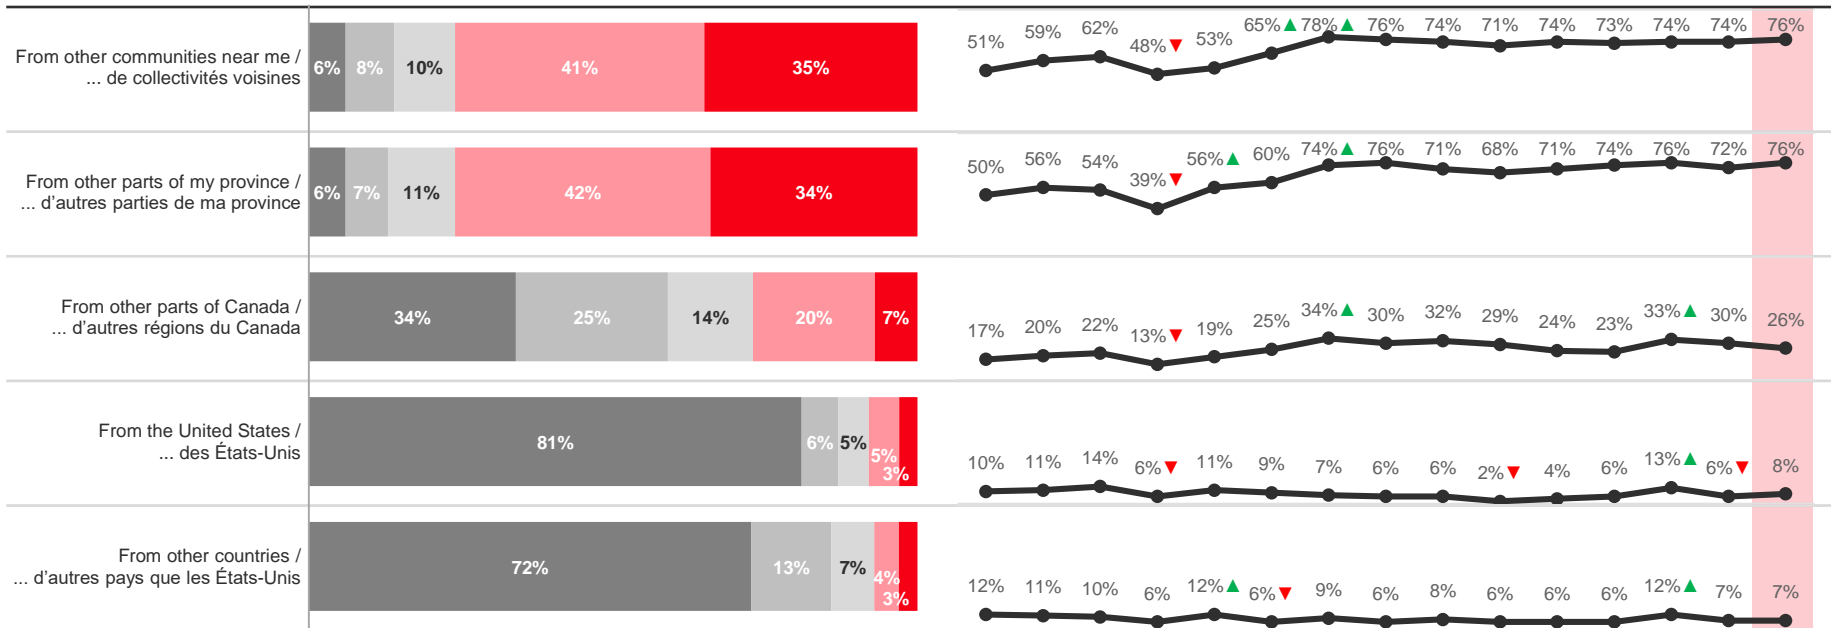 From other communities near me /
... de collectivités voisines
6% 8% 10% 41% 35%
51% 59% 62% 48% ▼ 53% 65% ▲ 78% ▲ 76% 74% 71% 74% 73% 74% 74% 76%
From other parts of my province /
... d'autres parties de ma province
6% 7% 11% 42% 34%
50% 56% 54% 39% ▼ 56% ▲ 60% 74% ▲ 76% 71% 68% 71% 74% 76% 72% 76%
From other parts of Canada /
... d'autres régions du Canada
34% 25% 14% 20% 7%
17% 20% 22% 13% ▼ 19% 25% 34% ▲ 30% 32% 29% 24% 23% 33% ▲ 30% 26%
From the United States /
... des États-Unis
81% 6% 5% 5% 3%
10% 11% 14% 6% ▼ 11% 9% 7% 6% 6% 2% ▼ 4% 6% 13% ▲ 6% ▼ 8%
From other countries /
... d'autres pays que les États-Unis
72% 13% 7% 4% 3%
12% 11% 10% 6% 12% ▲ 6% ▼ 9% 6% 8% 6% 6% 6% 12% ▲ 7% 7%